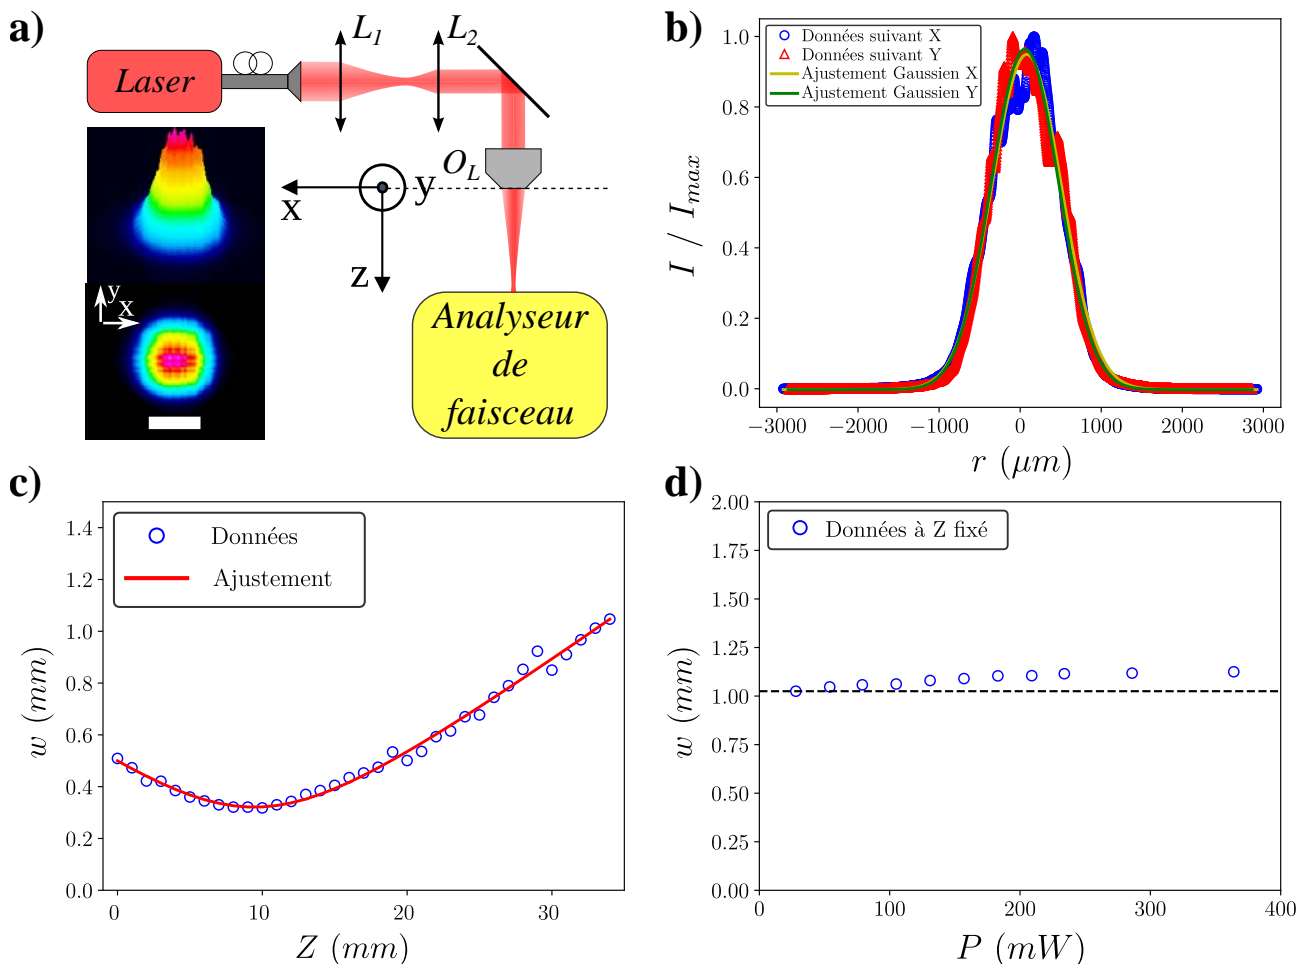 a)
Laser
L1
L2
OL
x
y
z
y
x
Analyseur
de
faisceau
b)
Données suivant X
Données suivant Y
Ajustement Gaussien X
Ajustement Gaussien Y
I / Imax
1.0
0.8
0.6
0.4
0.2
0.0
−3000 −2000 −1000 0 1000 2000 3000
r (μm)
c)
Données
Ajustement
w (mm)
1.4
1.2
1.0
0.8
0.6
0.4
0.2
0.0
0 10 20 30
Z (mm)
d)
Données à Z fixé
w (mm)
2.00
1.75
1.50
1.25
1.00
0.75
0.50
0.25
0.00
0 100 200 300 400
P (mW)